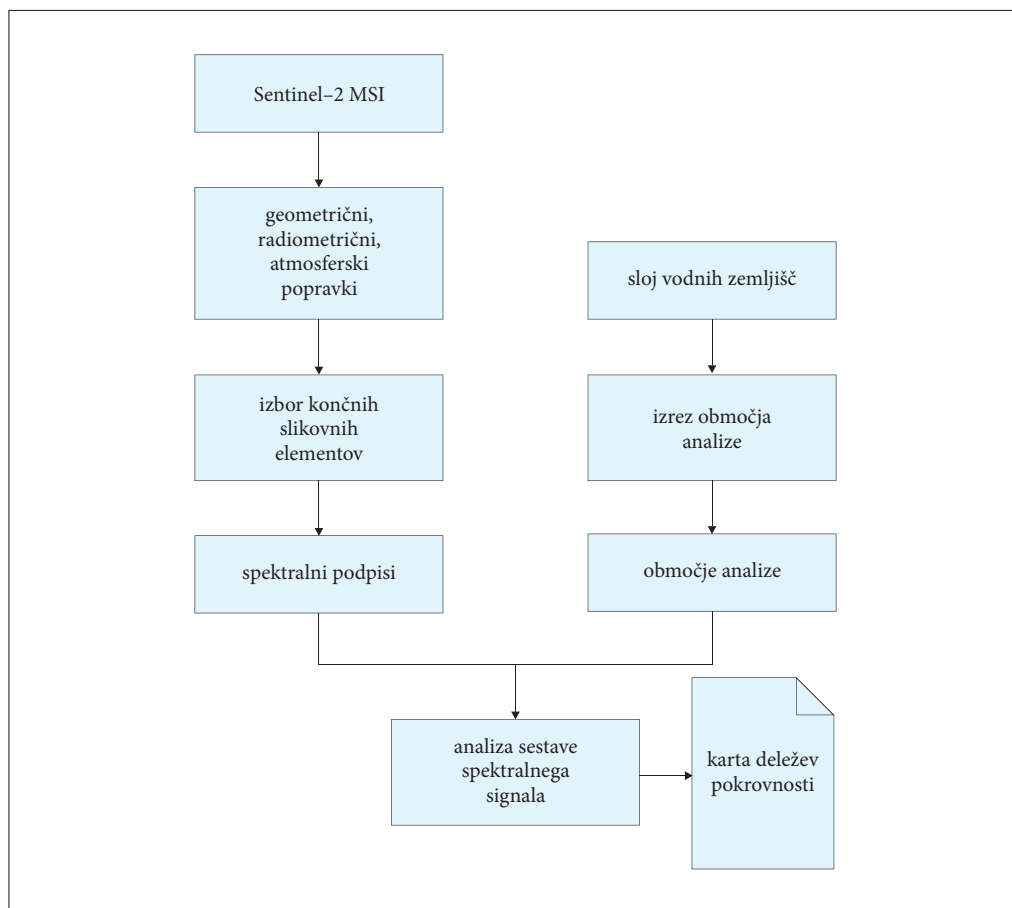 Sentinel–2 MSI
geometrični,
radiometrični,
atmosferski
popravki
izbor končnih
slikovnih
elementov
spektralni podpisi
sloj vodnih zemljišč
izrez območja
analize
območje analize
analiza sestave
spektralnega
signala
karta deležev
pokrovnosti